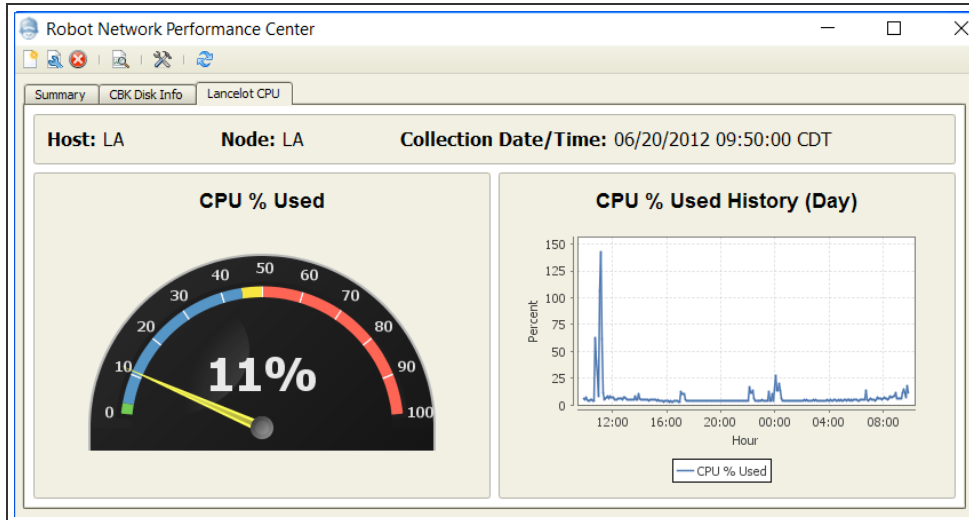 Robot Network Performance Center
Summary
CBK Disk Info
Lancelot CPU
Host: LA Node: LA Collection Date/Time: 06/20/2012 09:50:00 CDT
CPU % Used
0
10
20
30
40
50
60
70
80
90
100
11%
CPU % Used History (Day)
150
125
100
75
50
25
0
Percent
12:00 16:00 20:00 00:00 04:00 08:00
Hour
CPU % Used